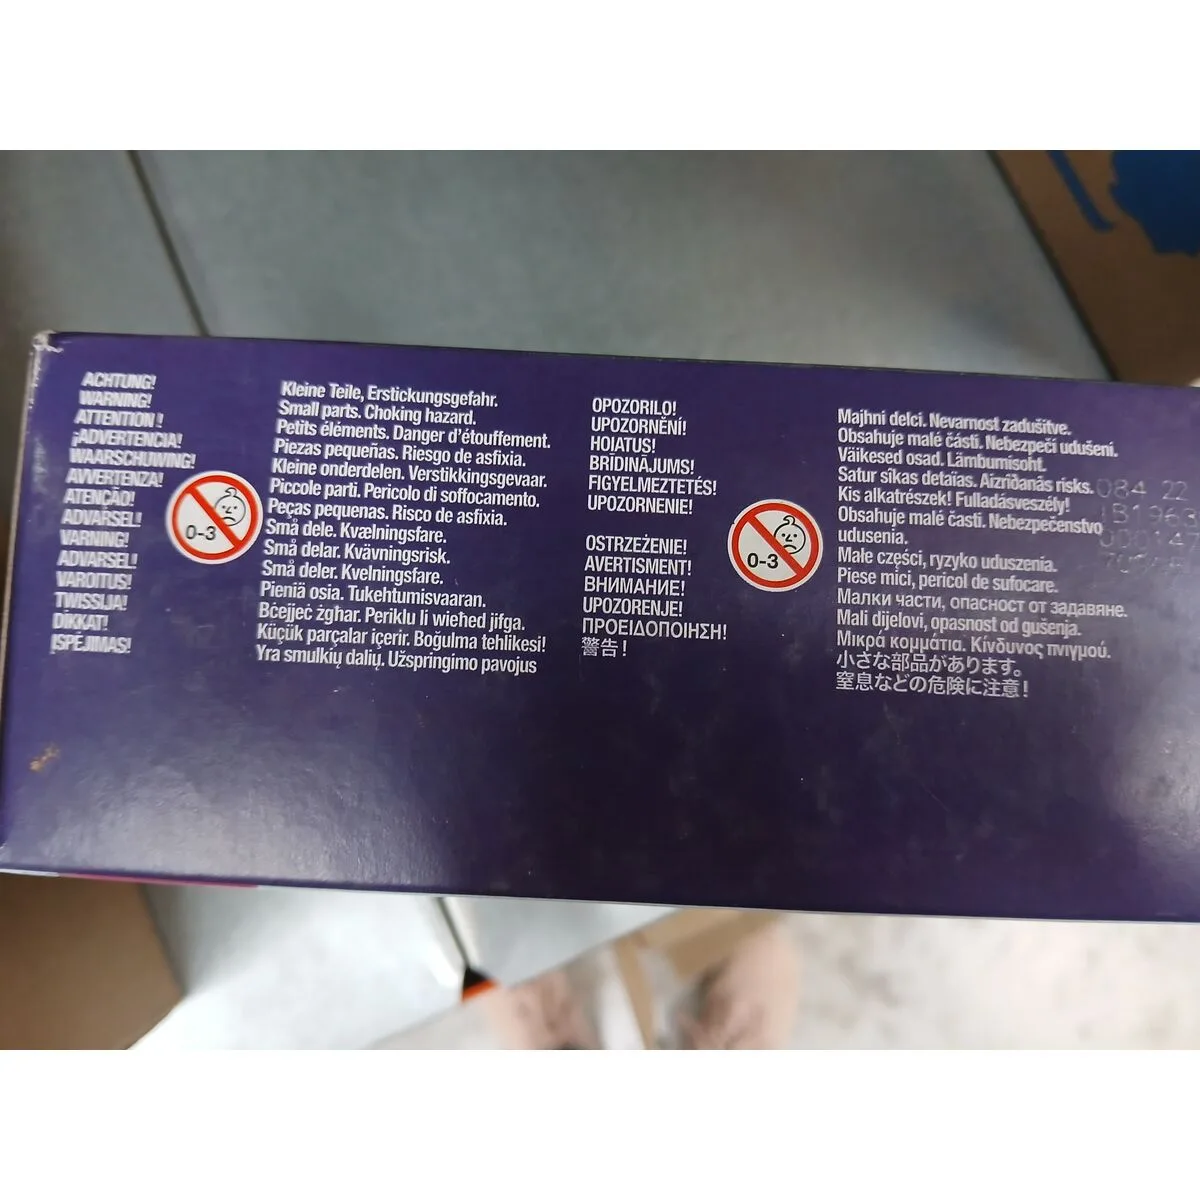 ACHTUNG!
WARNING!
ATTENTION !
¡ADVERTENCIA!
WAARSCHUWING!
AVVERTENZA!
ATENÇÃO!
ADVARSEL!
VARNING!
ADVARSEL!
VAROITUS!
TWISSIJA!
DIKKAT!
ĮSPĖJIMAS!
0-3
Kleine Teile, Erstickungsgefahr.
Small parts. Choking hazard.
Petits éléments. Danger d'étouffement.
Piezas pequeñas. Riesgo de asfixia.
Kleine onderdelen. Verstikkingsgevaar.
Piccole parti. Pericolo di soffocamento.
Peças pequenas. Risco de asfixia.
Små dele. Kvælningsfare.
Små delar. Kvävningsrisk.
Små deler. Kvelningsfare.
Pieniä osia. Tukehtumisvaaran.
Bċejjeċ żgħar. Periklu li wieħed jifga.
Küçük parçalar içerir. Boğulma tehlikesi!
Yra smulkių dalių. Užspringimo pavojus
OPOZORILO!
UPOZORNĚNÍ!
HOIATUS!
BRĪDINĀJUMS!
FIGYELMEZTETÉS!
UPOZORNENIE!
OSTRZEŻENIE!
AVERTISMENT!
ВНИМАНИЕ!
UPOZORENJE!
ΠΡΟΕΙΔΟΠΟΙΗΣΗ!
警告!
0-3
Majhni delci. Nevarnost zadušitve.
Obsahuje malé části. Nebezpečí udušení.
Väikesed osad. Lämbumisoht.
Satur sīkas detaļas. Aizrīšanās risks.
Kis alkatrészek! Fulladásveszély!
Obsahuje malé časti. Nebezpečenstvo
udusenia.
Małe części, ryzyko uduszenia.
Piese mici, pericol de sufocare.
Малки части, опасност от задавяне.
Mali dijelovi, opasnost od gušenja.
Μικρά κομμάτια. Κίνδυνος πνιγμού.
小さな部品があります。
窒息などの危険に注意!
084 22